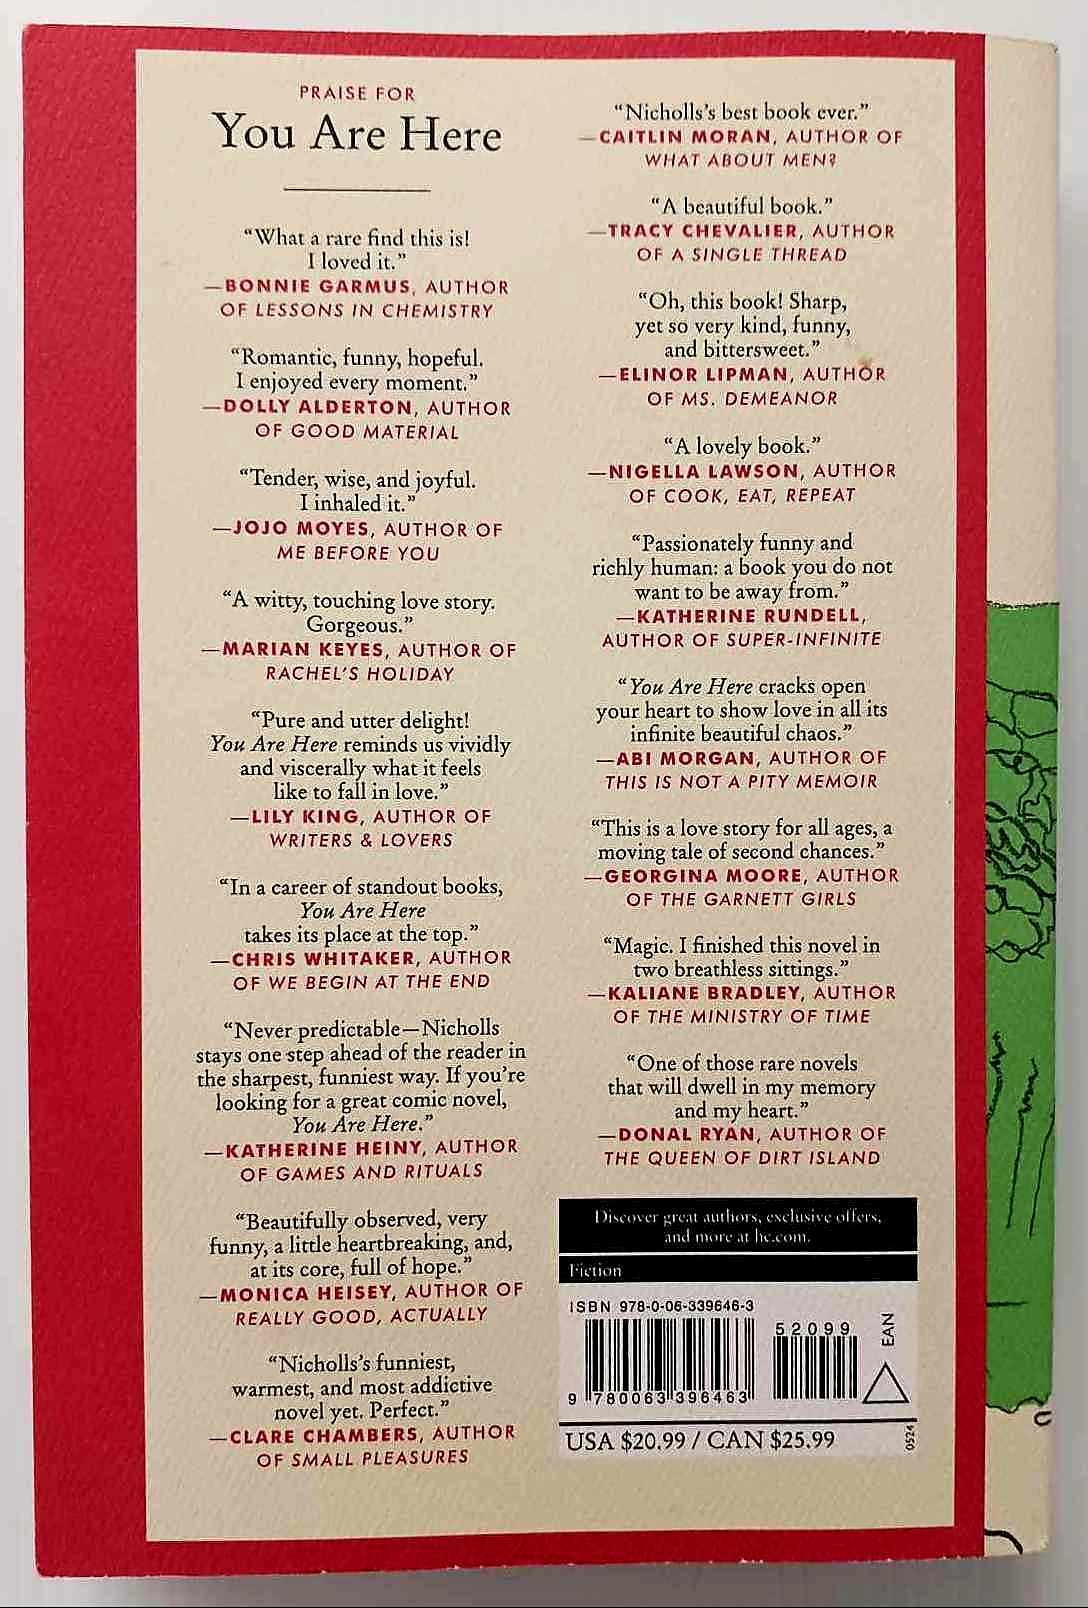 PRAISE FOR
You Are Here
“What a rare find this is!
I loved it.”
—BONNIE GARMUS, AUTHOR
OF LESSONS IN CHEMISTRY
“Romantic, funny, hopeful.
I enjoyed every moment.”
—DOLLY ALDERTON, AUTHOR
OF GOOD MATERIAL
“Tender, wise, and joyful.
I inhaled it.”
—JOJO MOYES, AUTHOR OF
ME BEFORE YOU
“A witty, touching love story.
Gorgeous.”
—MARIAN KEYES, AUTHOR OF
RACHEL’S HOLIDAY
“Pure and utter delight!
You Are Here reminds us vividly
and viscerally what it feels
like to fall in love.”
—LILY KING, AUTHOR OF
WRITERS & LOVERS
“In a career of standout books,
You Are Here
takes its place at the top.”
—CHRIS WHITAKER, AUTHOR
OF WE BEGIN AT THE END
“Never predictable—Nicholls
stays one step ahead of the reader in
the sharpest, funniest way. If you’re
looking for a great comic novel,
You Are Here.”
—KATHERINE HEINY, AUTHOR
OF GAMES AND RITUALS
“Beautifully observed, very
funny, a little heartbreaking, and,
at its core, full of hope.”
—MONICA HEISEY, AUTHOR OF
REALLY GOOD, ACTUALLY
“Nicholls’s funniest,
warmest, and most addictive
novel yet. Perfect.”
—CLARE CHAMBERS, AUTHOR
OF SMALL PLEASURES
“Nicholls’s best book ever.”
—CAITLIN MORAN, AUTHOR OF
WHAT ABOUT MEN?
“A beautiful book.”
—TRACY CHEVALIER, AUTHOR
OF A SINGLE THREAD
“Oh, this book! Sharp,
yet so very kind, funny,
and bittersweet.”
—ELINOR LIPMAN, AUTHOR
OF MS. DEMEANOR
“A lovely book.”
—NIGELLA LAWSON, AUTHOR
OF COOK, EAT, REPEAT
“Passionately funny and
richly human: a book you do not
want to be away from.”
—KATHERINE RUNDELL,
AUTHOR OF SUPER-INFINITE
“You Are Here cracks open
your heart to show love in all its
infinite beautiful chaos.”
—ABI MORGAN, AUTHOR OF
THIS IS NOT A PITY MEMOIR
“This is a love story for all ages, a
moving tale of second chances.”
—GEORGINA MOORE, AUTHOR
OF THE GARNETT GIRLS
“Magic. I finished this novel in
two breathless sittings.”
—KALIANE BRADLEY, AUTHOR
OF THE MINISTRY OF TIME
“One of those rare novels
that will dwell in my memory
and my heart.”
—DONAL RYAN, AUTHOR OF
THE QUEEN OF DIRT ISLAND
Discover great authors, exclusive offers,
and more at hc.com.
Fiction
ISBN 978-0-06-339646-3
52099
EAN
9 780063 396463
USA $20.99 / CAN $25.99
0524